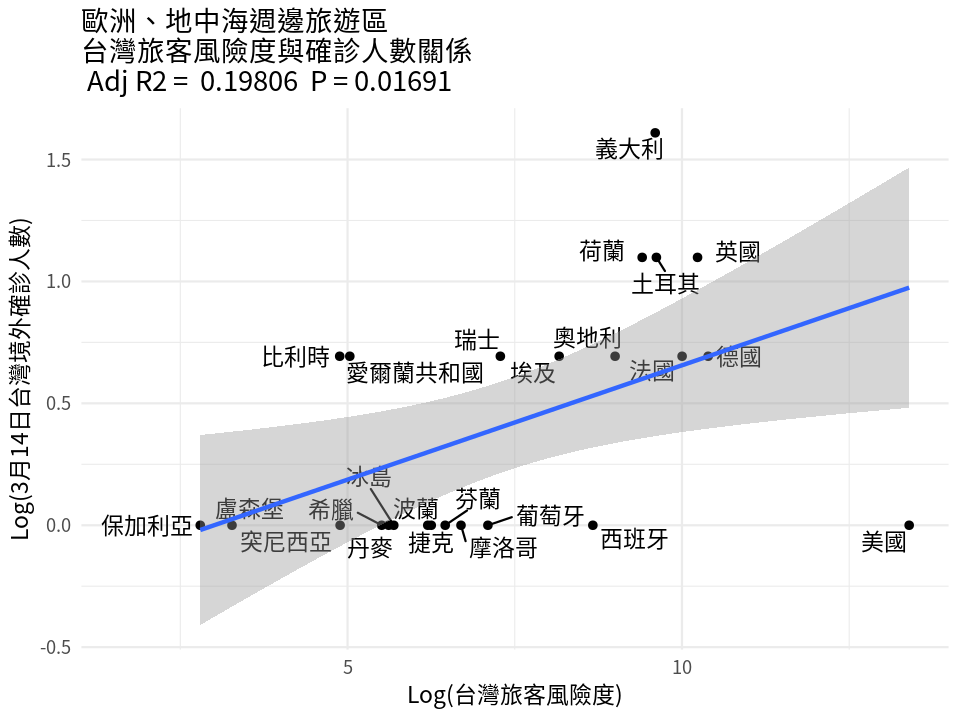 歐洲、地中海週邊旅遊區
台灣旅客風險度與確診人數關係
Adj R2 = 0.19806 P = 0.01691
Log(3月14日台灣境外確診人數)
1.5
1.0
0.5
0.0
-0.5
義大利
荷蘭
英國
土耳其
瑞士
奧地利
比利時
愛爾蘭共和國
埃及
法國
德國
冰島
盧森堡
希臘
波蘭
芬蘭
葡萄牙
保加利亞
突尼西亞
丹麥
捷克
摩洛哥
西班牙
美國
5
10
Log(台灣旅客風險度)